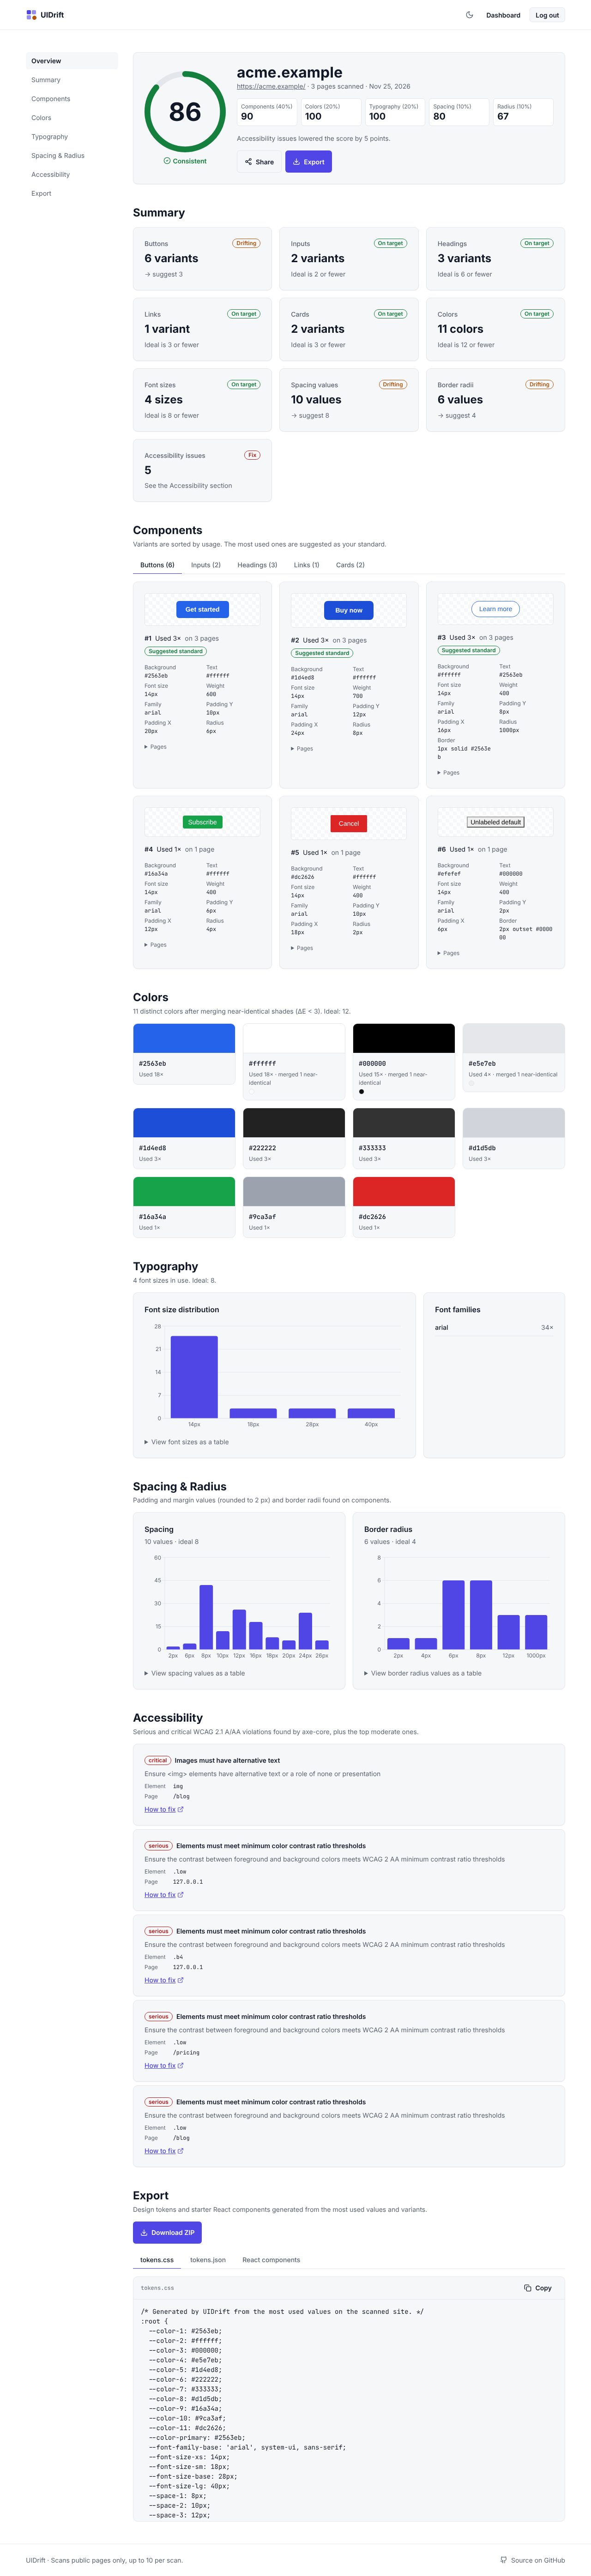 UIDrift
Dashboard
Log out
Overview
Summary
Components
Colors
Typography
Spacing & Radius
Accessibility
Export
86
Consistent
acme.example
https://acme.example/ · 3 pages scanned · Nov 25, 2026
Components (40%)
90
Colors (20%)
100
Typography (20%)
100
Spacing (10%)
80
Radius (10%)
67
Accessibility issues lowered the score by 5 points.
Share
Export
Summary
Buttons
Drifting
6 variants
→ suggest 3
Inputs
On target
2 variants
Ideal is 2 or fewer
Headings
On target
3 variants
Ideal is 6 or fewer
Links
On target
1 variant
Ideal is 3 or fewer
Cards
On target
2 variants
Ideal is 3 or fewer
Colors
On target
11 colors
Ideal is 12 or fewer
Font sizes
On target
4 sizes
Ideal is 8 or fewer
Spacing values
Drifting
10 values
→ suggest 8
Border radii
Drifting
6 values
→ suggest 4
Accessibility issues
Fix
5
See the Accessibility section
Components
Variants are sorted by usage. The most used ones are suggested as your standard.
Buttons (6)
Inputs (2)
Headings (3)
Links (1)
Cards (2)
Get started
#1 Used 3× on 3 pages
Suggested standard
Background
#2563eb
Text
#ffffff
Font size
14px
Weight
600
Family
arial
Padding Y
10px
Padding X
20px
Radius
6px
▶ Pages
Buy now
#2 Used 3× on 3 pages
Suggested standard
Background
#1d4ed8
Text
#ffffff
Font size
14px
Weight
700
Family
arial
Padding Y
12px
Padding X
24px
Radius
8px
▶ Pages
Learn more
#3 Used 3× on 3 pages
Suggested standard
Background
#ffffff
Text
#2563eb
Font size
14px
Weight
400
Family
arial
Padding Y
8px
Padding X
16px
Radius
1000px
Border
1px solid #2563e
b
▶ Pages
Subscribe
#4 Used 1× on 1 page
Background
#16a34a
Text
#ffffff
Font size
14px
Weight
400
Family
arial
Padding Y
6px
Padding X
12px
Radius
4px
▶ Pages
Cancel
#5 Used 1× on 1 page
Background
#dc2626
Text
#ffffff
Font size
14px
Weight
400
Family
arial
Padding Y
10px
Padding X
18px
Radius
2px
▶ Pages
Unlabeled default
#6 Used 1× on 1 page
Background
#efefef
Text
#000000
Font size
14px
Weight
400
Family
arial
Padding Y
2px
Padding X
6px
Border
2px outset #0000
00
▶ Pages
Colors
11 distinct colors after merging near-identical shades (ΔE < 3). Ideal: 12.
#2563eb
Used 18×
#ffffff
Used 18× · merged 1 near-
identical
#000000
Used 15× · merged 1 near-
identical
#e5e7eb
Used 4× · merged 1 near-identical
#1d4ed8
Used 3×
#222222
Used 3×
#333333
Used 3×
#d1d5db
Used 3×
#16a34a
Used 1×
#9ca3af
Used 1×
#dc2626
Used 1×
Typography
4 font sizes in use. Ideal: 8.
Font size distribution
28
21
14
7
0
14px 18px 28px 40px
▶ View font sizes as a table
Font families
arial
34×
Spacing & Radius
Padding and margin values (rounded to 2 px) and border radii found on components.
Spacing
10 values · ideal 8
60
45
30
15
0
2px 6px 8px 10px 12px 16px 18px 20px 24px 26px
▶ View spacing values as a table
Border radius
6 values · ideal 4
8
6
4
2
0
2px 4px 6px 8px 12px 1000px
▶ View border radius values as a table
Accessibility
Serious and critical WCAG 2.1 A/AA violations found by axe-core, plus the top moderate ones.
critical Images must have alternative text
Ensure <img> elements have alternative text or a role of none or presentation
Element img
Page /blog
How to fix
serious Elements must meet minimum color contrast ratio thresholds
Ensure the contrast between foreground and background colors meets WCAG 2 AA minimum contrast ratio thresholds
Element .low
Page 127.0.0.1
How to fix
serious Elements must meet minimum color contrast ratio thresholds
Ensure the contrast between foreground and background colors meets WCAG 2 AA minimum contrast ratio thresholds
Element .b4
Page 127.0.0.1
How to fix
serious Elements must meet minimum color contrast ratio thresholds
Ensure the contrast between foreground and background colors meets WCAG 2 AA minimum contrast ratio thresholds
Element .low
Page /pricing
How to fix
serious Elements must meet minimum color contrast ratio thresholds
Ensure the contrast between foreground and background colors meets WCAG 2 AA minimum contrast ratio thresholds
Element .low
Page /blog
How to fix
Export
Design tokens and starter React components generated from the most used values and variants.
Download ZIP
tokens.css
tokens.json
React components
tokens.css
Copy
/* Generated by UIDrift from the most used values on the scanned site. */
:root {
--color-1: #2563eb;
--color-2: #ffffff;
--color-3: #000000;
--color-4: #e5e7eb;
--color-5: #1d4ed8;
--color-6: #222222;
--color-7: #333333;
--color-8: #d1d5db;
--color-9: #16a34a;
--color-10: #9ca3af;
--color-11: #dc2626;
--color-primary: #2563eb;
--font-family-base: 'arial', system-ui, sans-serif;
--font-size-xs: 14px;
--font-size-sm: 18px;
--font-size-base: 28px;
--font-size-lg: 40px;
--space-1: 8px;
--space-2: 10px;
--space-3: 12px;
UIDrift · Scans public pages only, up to 10 per scan.
Source on GitHub